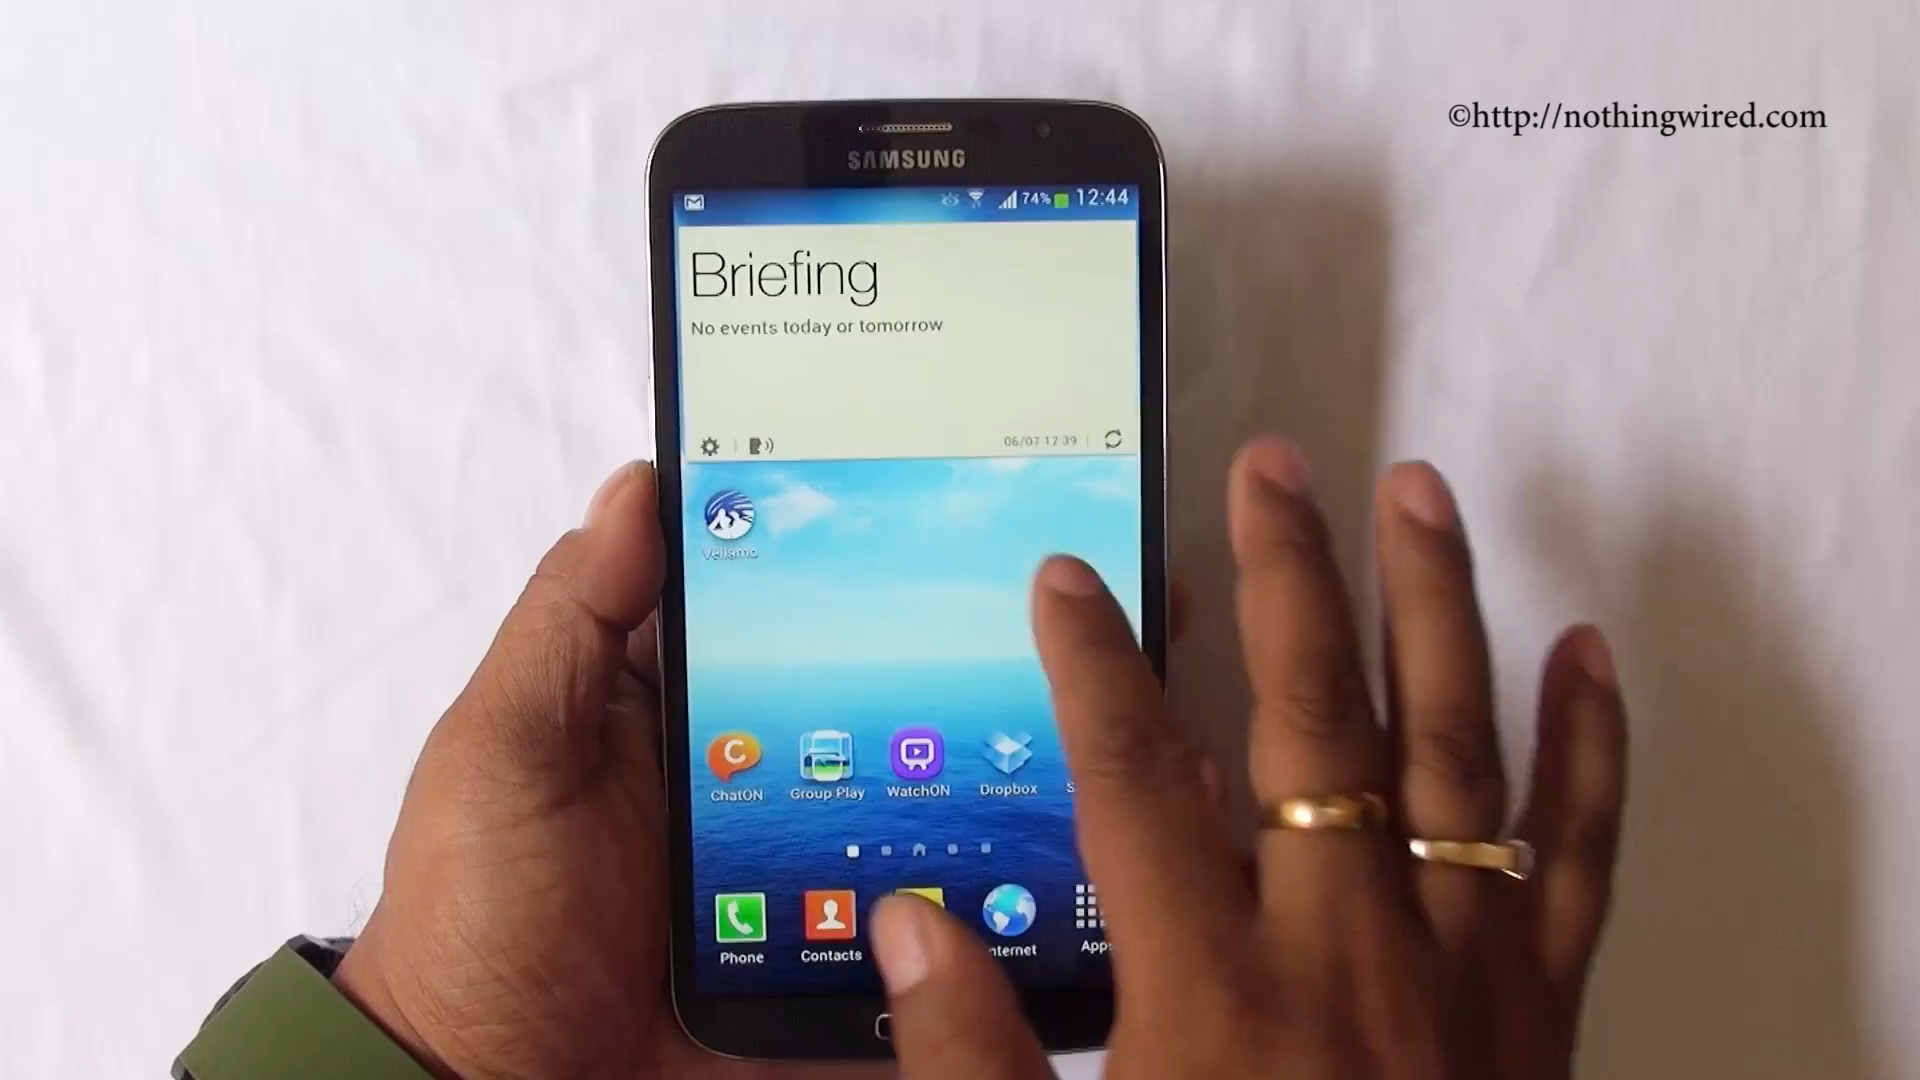 ©http://nothingwired.com
SAMSUNG
74% 12:44
Briefing
No events today or tomorrow
06/07 12:39
Vellamo
C
ChatON Group Play WatchON Dropbox S
Phone Contacts nternet Apps